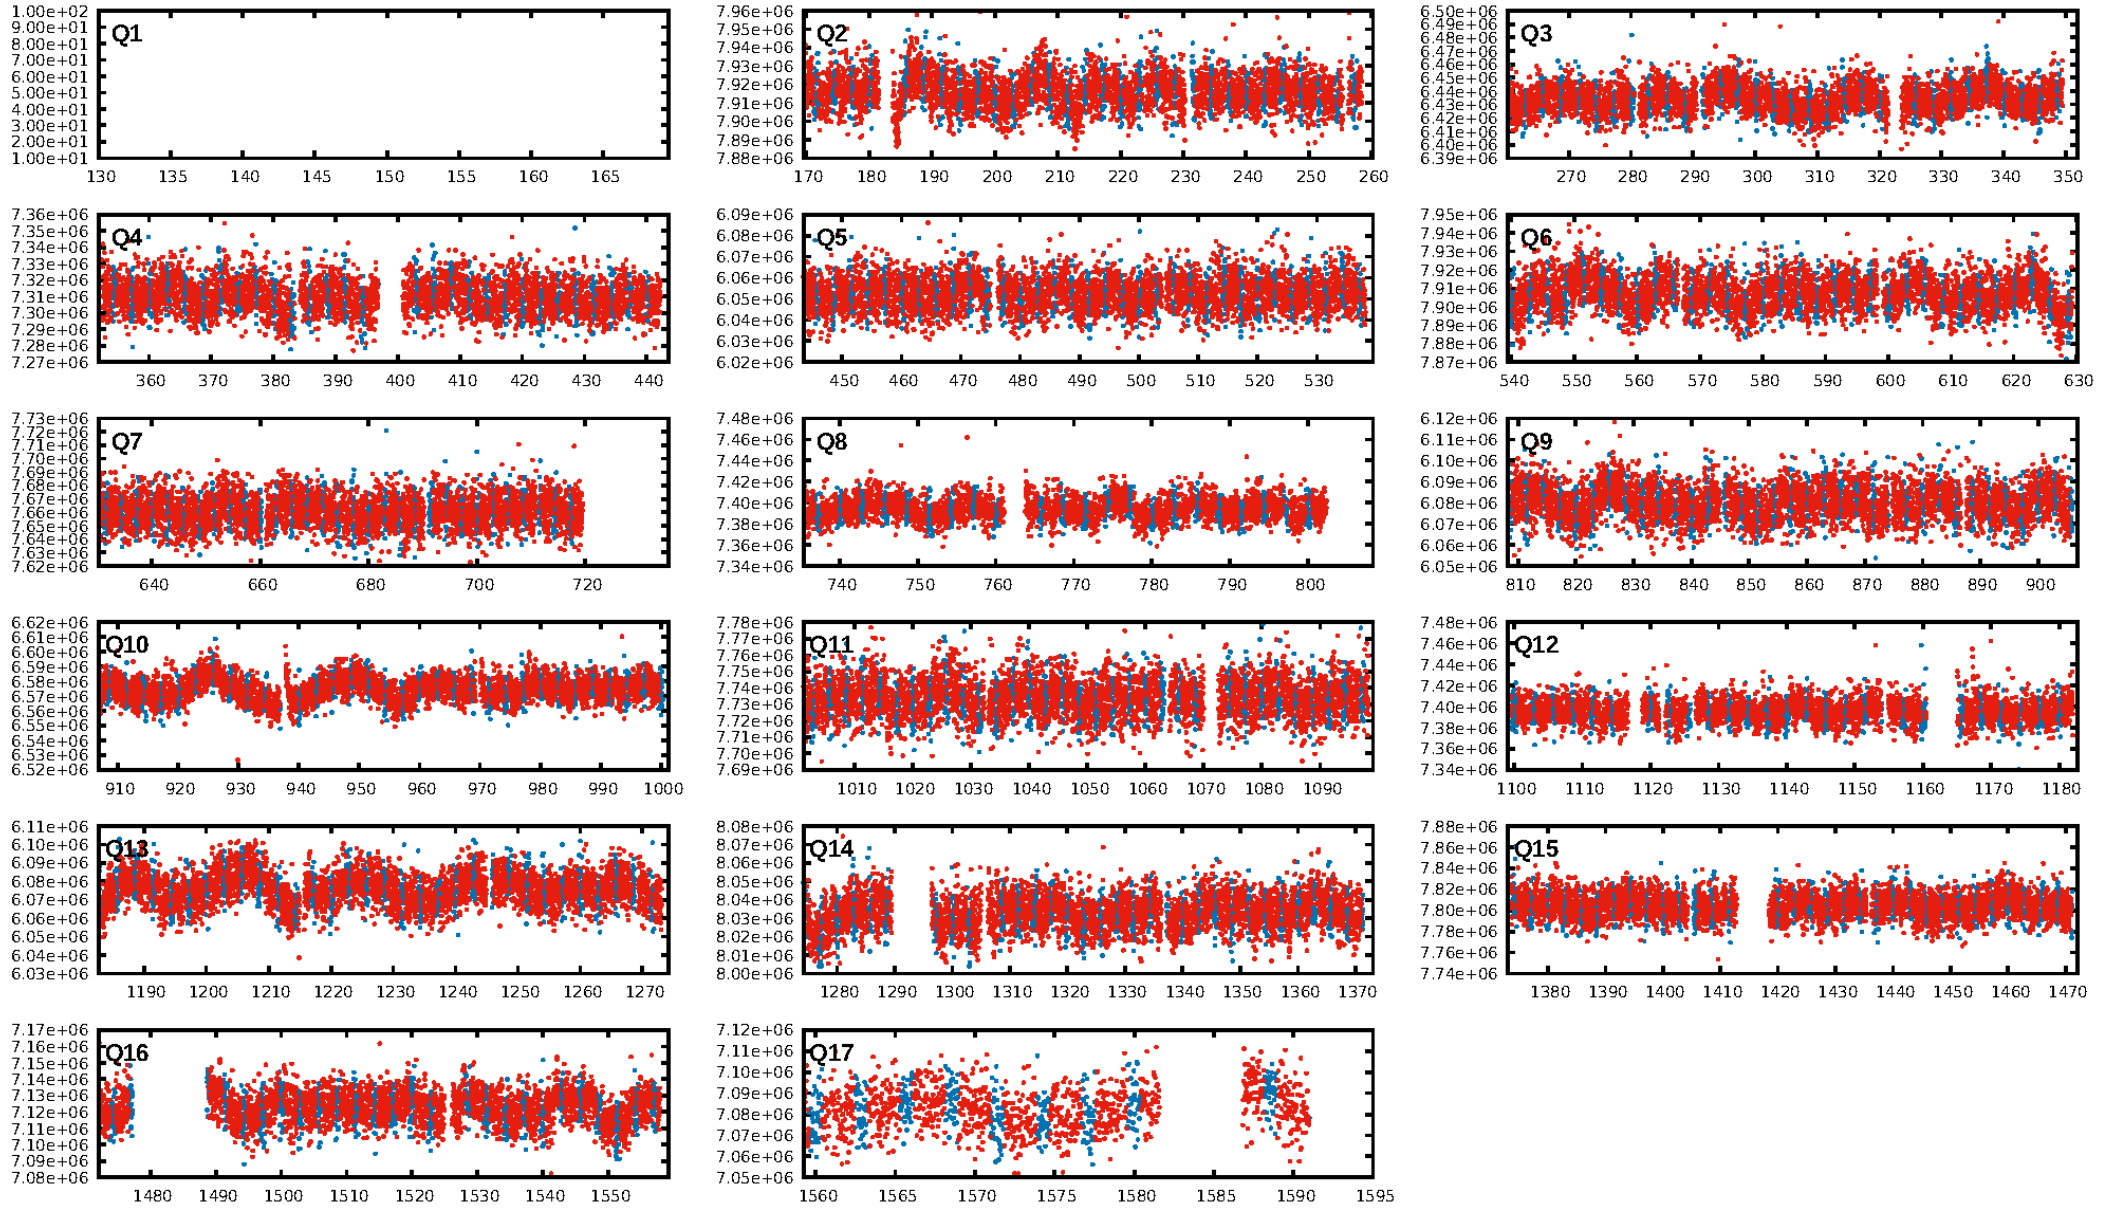 1.00e+02 9.00e+01 8.00e+01 7.00e+01 6.00e+01 5.00e+01 4.00e+01 3.00e+01 2.00e+01 1.00e+01
Q1
130 135 140 145 150 155 160 165
7.96e+06 7.95e+06 7.94e+06 7.93e+06 7.92e+06 7.91e+06 7.90e+06 7.89e+06 7.88e+06
Q2
170 180 190 200 210 220 230 240 250 260
6.50e+06 6.49e+06 6.48e+06 6.47e+06 6.46e+06 6.45e+06 6.44e+06 6.43e+06 6.42e+06 6.41e+06 6.40e+06 6.39e+06
Q3
270 280 290 300 310 320 330 340 350
7.36e+06 7.35e+06 7.34e+06 7.33e+06 7.32e+06 7.31e+06 7.30e+06 7.29e+06 7.28e+06 7.27e+06
Q4
360 370 380 390 400 410 420 430 440
6.09e+06 6.08e+06 6.07e+06 6.06e+06 6.05e+06 6.04e+06 6.03e+06 6.02e+06
Q5
450 460 470 480 490 500 510 520 530
7.95e+06 7.94e+06 7.93e+06 7.92e+06 7.91e+06 7.90e+06 7.89e+06 7.88e+06 7.87e+06
Q6
540 550 560 570 580 590 600 610 620 630
7.73e+06 7.72e+06 7.71e+06 7.70e+06 7.69e+06 7.68e+06 7.67e+06 7.66e+06 7.65e+06 7.64e+06 7.63e+06 7.62e+06
Q7
640 660 680 700 720
7.48e+06 7.46e+06 7.44e+06 7.42e+06 7.40e+06 7.38e+06 7.36e+06 7.34e+06
Q8
740 750 760 770 780 790 800
6.12e+06 6.11e+06 6.10e+06 6.09e+06 6.08e+06 6.07e+06 6.06e+06 6.05e+06
Q9
810 820 830 840 850 860 870 880 890 900
6.62e+06 6.61e+06 6.60e+06 6.59e+06 6.58e+06 6.57e+06 6.56e+06 6.55e+06 6.54e+06 6.53e+06 6.52e+06
Q10
910 920 930 940 950 960 970 980 990 1000
7.78e+06 7.77e+06 7.76e+06 7.75e+06 7.74e+06 7.73e+06 7.72e+06 7.71e+06 7.70e+06 7.69e+06
Q11
1010 1020 1030 1040 1050 1060 1070 1080 1090
7.48e+06 7.46e+06 7.44e+06 7.42e+06 7.40e+06 7.38e+06 7.36e+06 7.34e+06
Q12
1100 1110 1120 1130 1140 1150 1160 1170 1180
6.11e+06 6.10e+06 6.09e+06 6.08e+06 6.07e+06 6.06e+06 6.05e+06 6.04e+06 6.03e+06
Q13
1190 1200 1210 1220 1230 1240 1250 1260 1270
8.08e+06 8.07e+06 8.06e+06 8.05e+06 8.04e+06 8.03e+06 8.02e+06 8.01e+06 8.00e+06
Q14
1280 1290 1300 1310 1320 1330 1340 1350 1360 1370
7.88e+06 7.86e+06 7.84e+06 7.82e+06 7.80e+06 7.78e+06 7.76e+06 7.74e+06
Q15
1380 1390 1400 1410 1420 1430 1440 1450 1460 1470
7.17e+06 7.16e+06 7.15e+06 7.14e+06 7.13e+06 7.12e+06 7.11e+06 7.10e+06 7.09e+06 7.08e+06
Q16
1480 1490 1500 1510 1520 1530 1540 1550
7.12e+06 7.11e+06 7.10e+06 7.09e+06 7.08e+06 7.07e+06 7.06e+06 7.05e+06
Q17
1560 1565 1570 1575 1580 1585 1590 1595